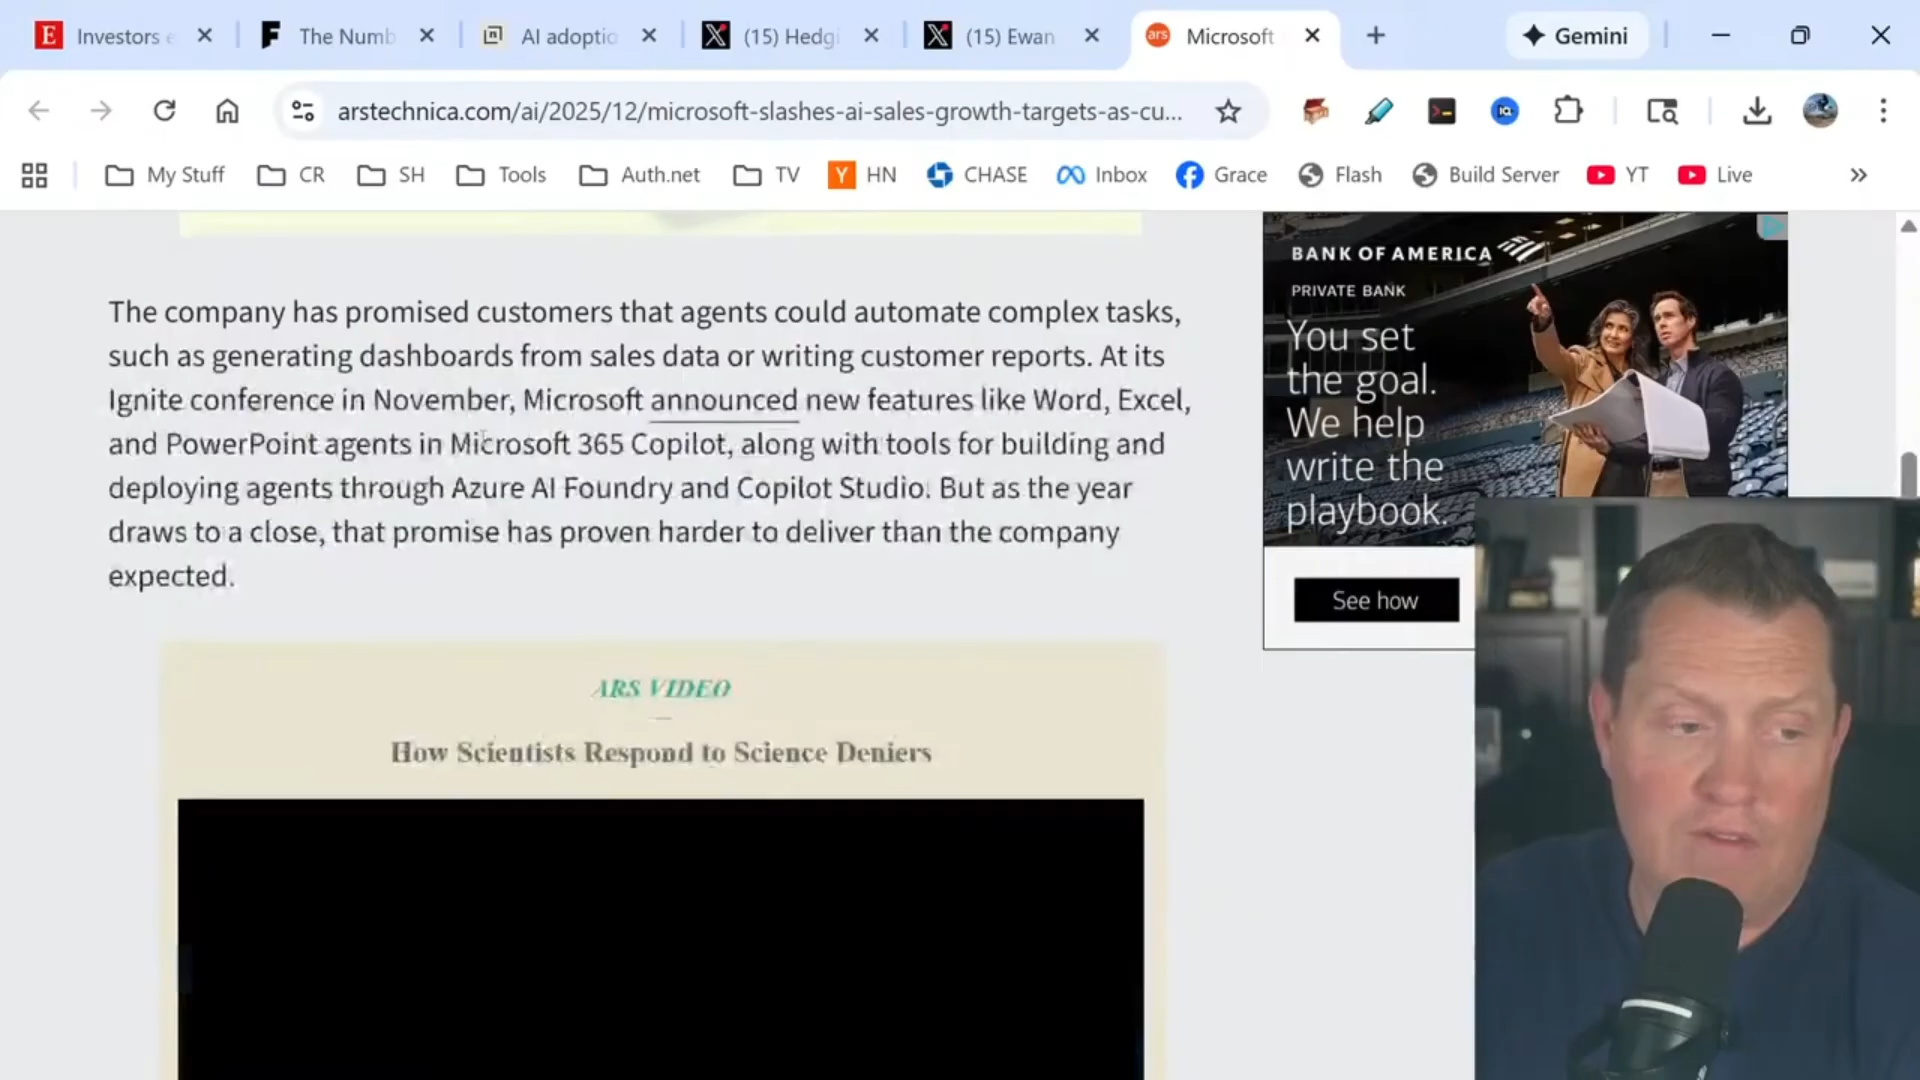 E Investors e
F The Numb
n AI adoptio
X (15) Hedgi
X (15) Ewan
ars Microsoft
Gemini
arstechnica.com/ai/2025/12/microsoft-slashes-ai-sales-growth-targets-as-cu...
My Stuff
CR
SH
Tools
Auth.net
TV
Y HN
CHASE
Inbox
Grace
Flash
Build Server
YT
Live
The company has promised customers that agents could automate complex tasks,
such as generating dashboards from sales data or writing customer reports. At its
Ignite conference in November, Microsoft announced new features like Word, Excel,
and PowerPoint agents in Microsoft 365 Copilot, along with tools for building and
deploying agents through Azure AI Foundry and Copilot Studio. But as the year
draws to a close, that promise has proven harder to deliver than the company
expected.
ARS VIDEO
How Scientists Respond to Science Deniers
BANK OF AMERICA
PRIVATE BANK
You set
the goal.
We help
write the
playbook.
See how